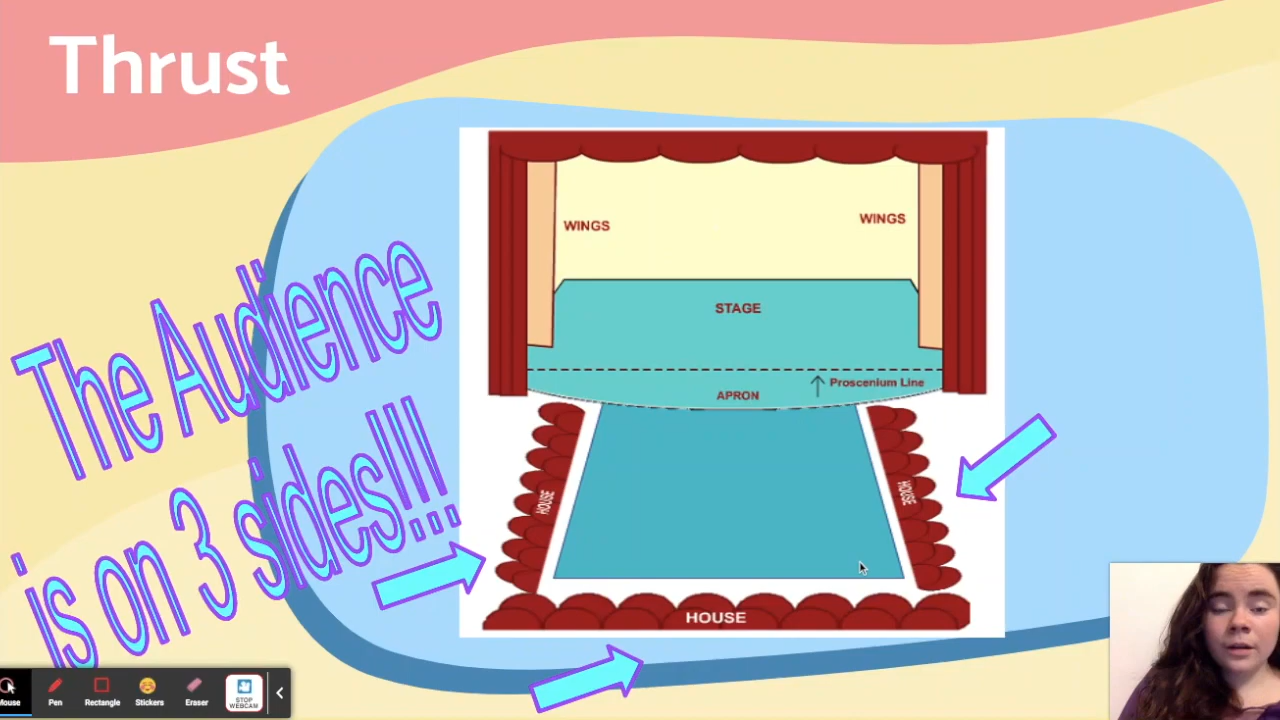 Thrust
The Audience
is on 3 sides!!!
WINGS
WINGS
STAGE
Proscenium Line
APRON
HOUSE
HOUSE
HOUSE
Mouse
Pen
Rectangle
Stickers
Eraser
STOP
WEBCAM